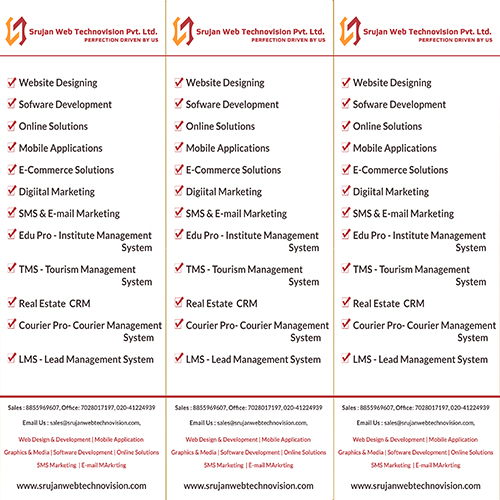 Srujan Web Technovision Pvt. Ltd.
PERFECTION DRIVEN BY US
Website Designing
Sofware Development
Online Solutions
Mobile Applications
E-Commerce Solutions
Digiital Marketing
SMS & E-mail Marketing
Edu Pro - Institute Management
System
TMS - Tourism Management
System
Real Estate CRM
Courier Pro- Courier Management
System
LMS - Lead Management System
Sales : 8855969607, Office: 7028017197, 020-41224939
Email Us : sales@srujanwebtechnovision.com,
Web Design & Development | Mobile Application
Graphics & Media | Software Development | Online Solutions
SMS Marketing | E-mail MArkrting
www.srujanwebtechnovision.com
Srujan Web Technovision Pvt. Ltd.
PERFECTION DRIVEN BY US
Website Designing
Sofware Development
Online Solutions
Mobile Applications
E-Commerce Solutions
Digiital Marketing
SMS & E-mail Marketing
Edu Pro - Institute Management
System
TMS - Tourism Management
System
Real Estate CRM
Courier Pro- Courier Management
System
LMS - Lead Management System
Sales : 8855969607, Office: 7028017197, 020-41224939
Email Us : sales@srujanwebtechnovision.com,
Web Design & Development | Mobile Application
Graphics & Media | Software Development | Online Solutions
SMS Marketing | E-mail MArkrting
www.srujanwebtechnovision.com
Srujan Web Technovision Pvt. Ltd.
PERFECTION DRIVEN BY US
Website Designing
Sofware Development
Online Solutions
Mobile Applications
E-Commerce Solutions
Digiital Marketing
SMS & E-mail Marketing
Edu Pro - Institute Management
System
TMS - Tourism Management
System
Real Estate CRM
Courier Pro- Courier Management
System
LMS - Lead Management System
Sales : 8855969607, Office: 7028017197, 020-41224939
Email Us : sales@srujanwebtechnovision.com,
Web Design & Development | Mobile Application
Graphics & Media | Software Development | Online Solutions
SMS Marketing | E-mail MArkrting
www.srujanwebtechnovision.com